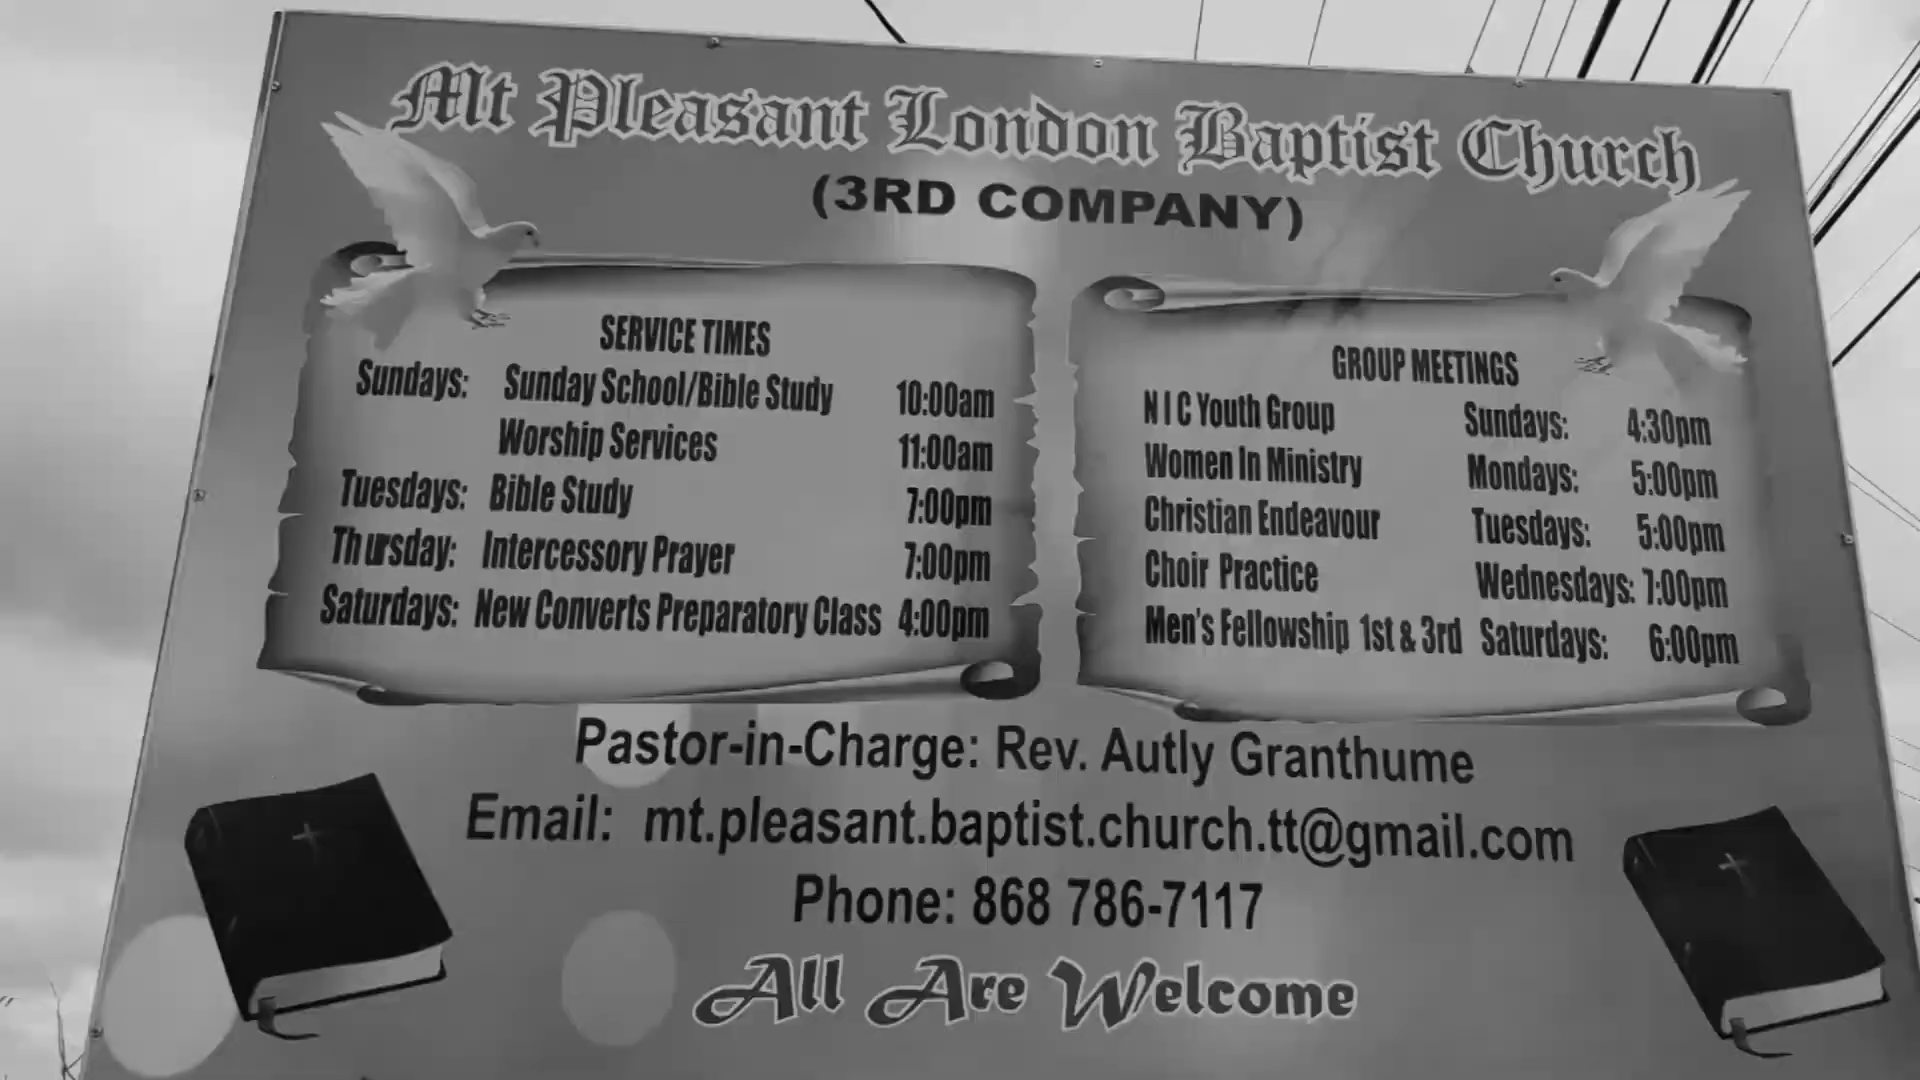 Mt Pleasant London Baptist Church
(3RD COMPANY)
SERVICE TIMES
Sundays: Sunday School/Bible Study 10:00am
Worship Services 11:00am
Tuesdays: Bible Study 7:00pm
Thursday: Intercessory Prayer 7:00pm
Saturdays: New Converts Preparatory Class 4:00pm
GROUP MEETINGS
N I C Youth Group Sundays: 4:30pm
Women In Ministry Mondays: 5:00pm
Christian Endeavour Tuesdays: 5:00pm
Choir Practice Wednesdays: 7:00pm
Men's Fellowship 1st & 3rd Saturdays: 6:00pm
Pastor-in-Charge: Rev. Autly Granthume
Email: mt.pleasant.baptist.church.tt@gmail.com
Phone: 868 786-7117
All Are Welcome